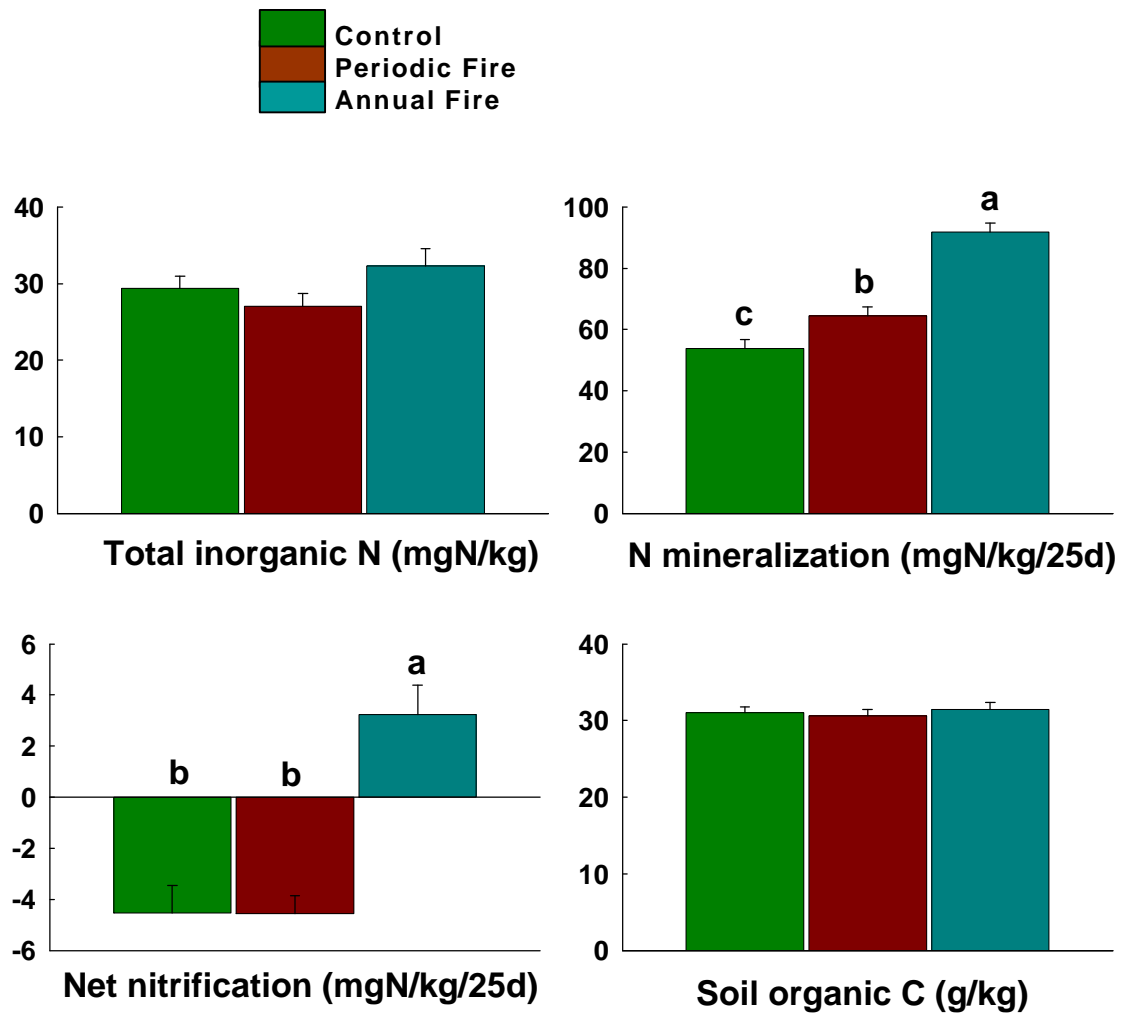 Control
Periodic Fire
Annual Fire
40
30
20
10
0
Total inorganic N (mgN/kg)
100
80
60
40
20
0
c
b
a
N mineralization (mgN/kg/25d)
6
4
2
0
-2
-4
-6
b
b
a
Net nitrification (mgN/kg/25d)
40
30
20
10
0
Soil organic C (g/kg)